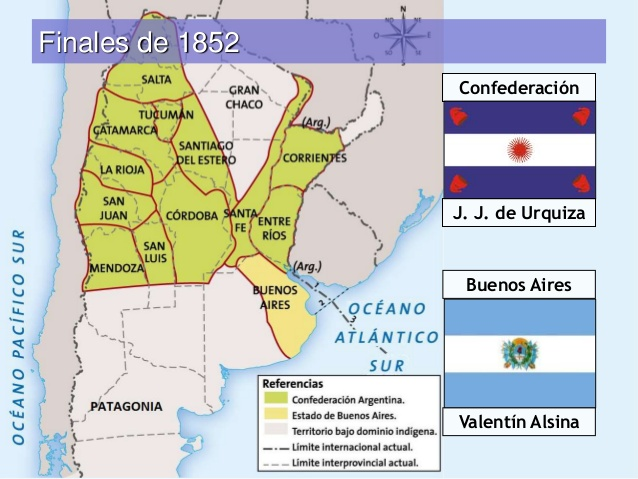 Finales de 1852
N
O
E
S
SALTA
GRAN
CHACO
TUCUMÁN
CATAMARCA
(Arg.)
SANTIAGO
DEL ESTERO
CORRIENTES
LA RIOJA
SAN
JUAN
CÓRDOBA
SANTA
FE
ENTRE
RÍOS
SAN
LUIS
MENDOZA
(Arg.)
BUENOS
AIRES
PATAGONIA
OCÉANO PACÍFICO SUR
OCÉANO
ATLÁNTICO
SUR
Confederación
J. J. de Urquiza
Buenos Aires
Valentín Alsina
Referencias
Confederación Argentina.
Estado de Buenos Aires.
Territorio bajo dominio indígena.
Límite internacional actual.
Límite interprovincial actual.